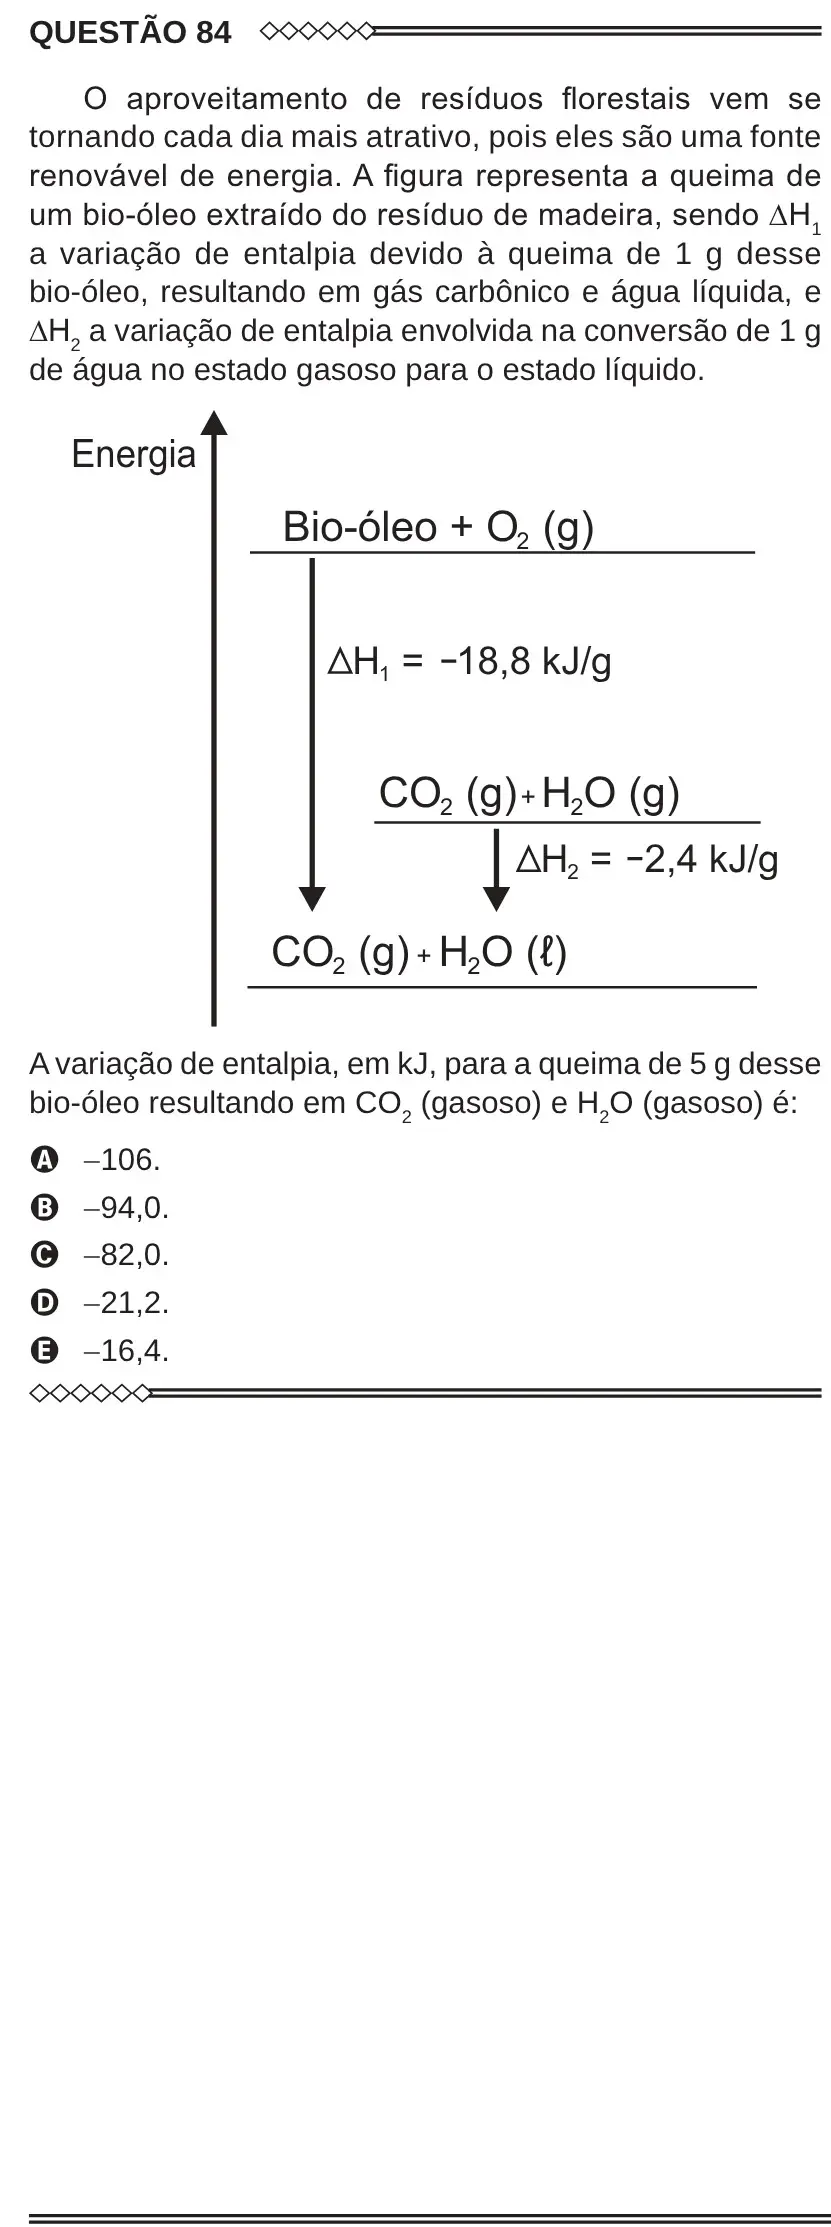 QUESTÃO 84
O aproveitamento de resíduos florestais vem se
tornando cada dia mais atrativo, pois eles são uma fonte
renovável de energia. A figura representa a queima de
um bio-óleo extraído do resíduo de madeira, sendo ΔH₁
a variação de entalpia devido à queima de 1 g desse
bio-óleo, resultando em gás carbônico e água líquida, e
ΔH₂ a variação de entalpia envolvida na conversão de 1 g
de água no estado gasoso para o estado líquido.
Energia
Bio-óleo + O₂ (g)
ΔH₁ = −18,8 kJ/g
CO₂ (g) + H₂O (g)
ΔH₂ = −2,4 kJ/g
CO₂ (g) + H₂O (ℓ)
A variação de entalpia, em kJ, para a queima de 5 g desse
bio-óleo resultando em CO₂ (gasoso) e H₂O (gasoso) é:
A –106.
B –94,0.
C –82,0.
D –21,2.
E –16,4.